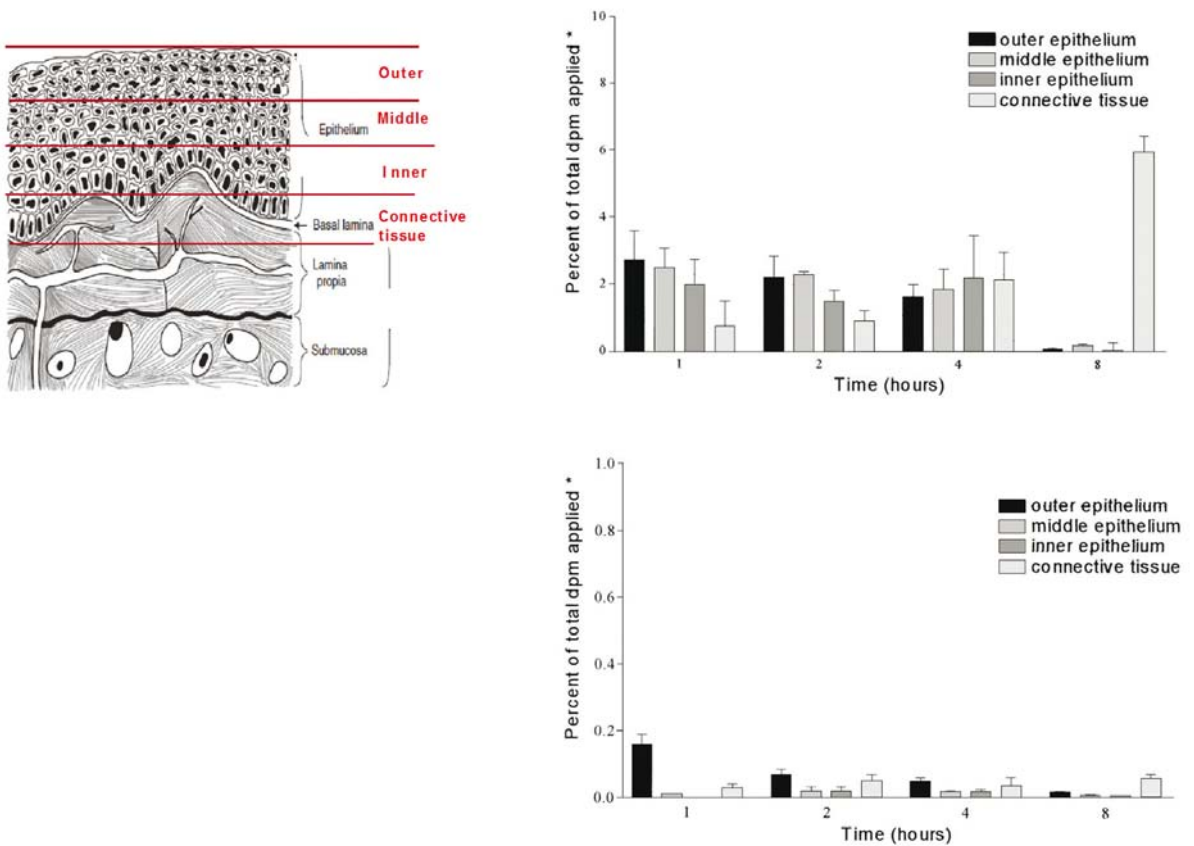 Outer
Middle
Epithelium
Inner
Basal lamina
Connective
tissue
Lamina
propia
Submucosa
Percent of total dpm applied *
10
8
6
4
2
0
outer epithelium
middle epithelium
inner epithelium
connective tissue
1 2 4 8
Time (hours)
Percent of total dpm applied *
1.0
0.8
0.6
0.4
0.2
0.0
outer epithelium
middle epithelium
inner epithelium
connective tissue
1 2 4 8
Time (hours)